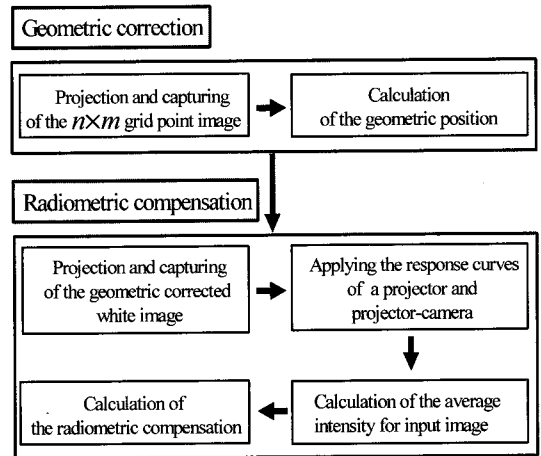 Geometric correction
Projection and capturing
of the n×m grid point image
Calculation
of the geometric position
Radiometric compensation
Projection and capturing
of the geometric corrected
white image
Applying the response curves
of a projector and
projector-camera
Calculation of the average
intensity for input image
Calculation of
the radiometric compensation